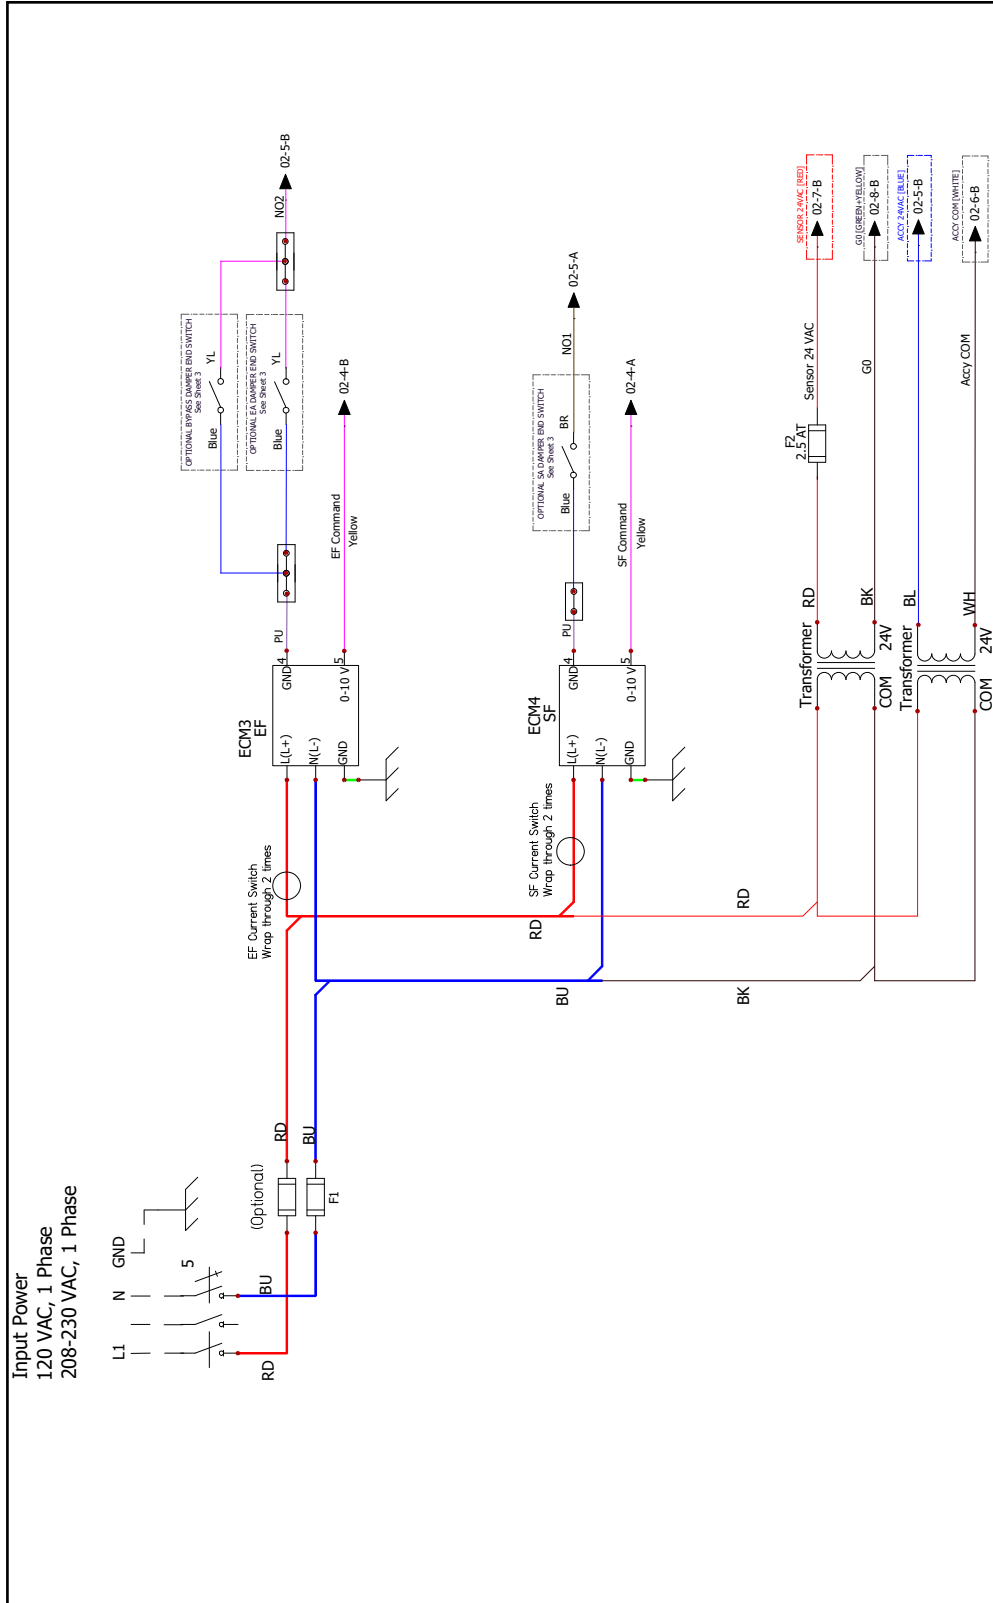 Input Power
120 VAC, 1 Phase
208-230 VAC, 1 Phase
L1
N
GND
5
RD
BU
(Optional)
F1
RD
BU
EF Current Switch
Wrap through 2 times
ECM3
EF
L(L+)
N(L-)
GND
GND
4
0-10 V
5
PU
EF Command
Yellow
02-4-B
OPTIONAL BYPASS DAMPER END SWITCH
See Sheet 3
Blue
YL
OPTIONAL EA DAMPER END SWITCH
See Sheet 3
Blue
YL
NO2
02-5-B
RD
BU
SF Current Switch
Wrap through 2 times
ECM4
SF
L(L+)
N(L-)
GND
GND
4
0-10 V
5
PU
SF Command
Yellow
02-4-A
OPTIONAL SA DAMPER END SWITCH
See Sheet 3
Blue
BR
NO1
02-5-A
RD
BK
Transformer
COM
24V
RD
BK
F2
2.5 AT
Sensor 24 VAC
G0
SENSOR 24VAC [RED]
02-7-B
G0 [GREEN+YELLOW]
02-8-B
Transformer
COM
24V
BL
WH
Accy COM
ACCY 24VAC [BLUE]
02-5-B
ACCY COM [WHITE]
02-6-B